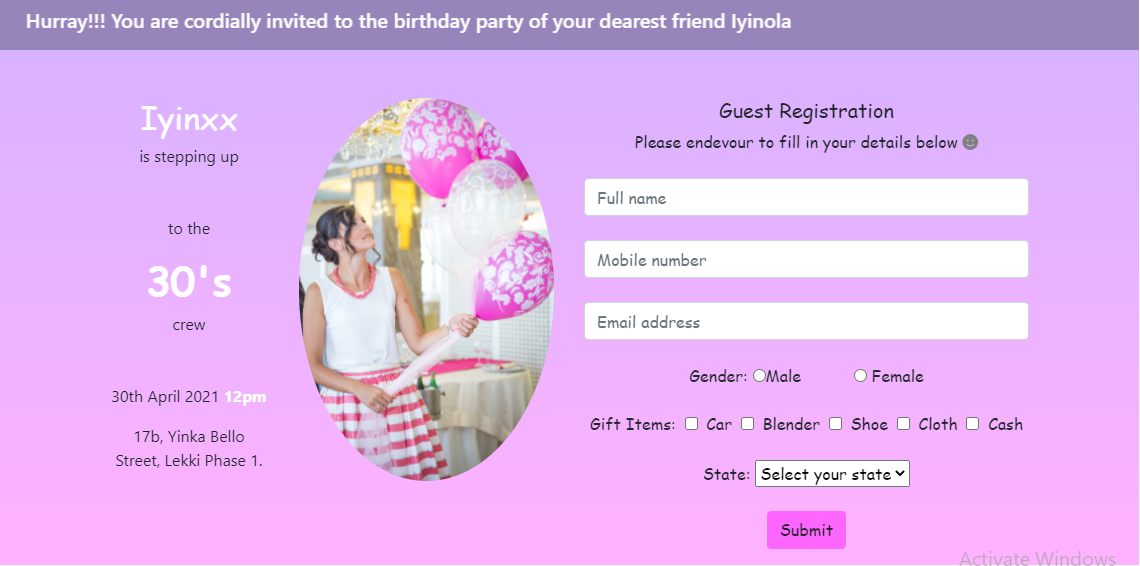 Hurray!!! You are cordially invited to the birthday party of your dearest friend Iyinola
Iyinxx
is stepping up
to the
30's
crew
30th April 2021 12pm
17b, Yinka Bello
Street, Lekki Phase 1.
Guest Registration
Please endevour to fill in your details below
Full name
Mobile number
Email address
Gender: Male Female
Gift Items: Car Blender Shoe Cloth Cash
State: Select your state
Submit
Activate Windows